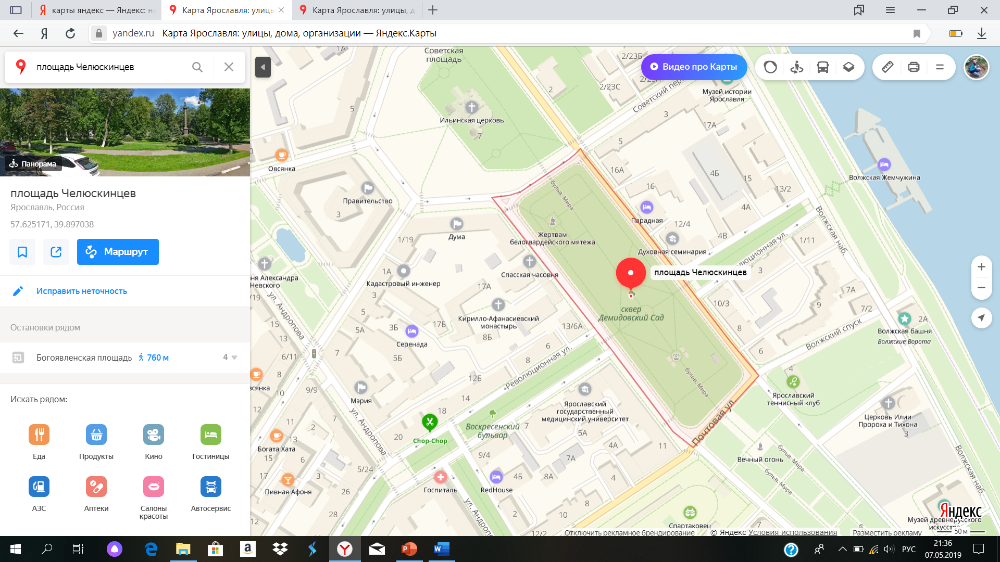 карты яндекс — Яндекс: на
Карта Ярославля: улицы
Карта Ярославля: улицы, д
yandex.ru Карта Ярославля: улицы, дома, организации — Яндекс.Карты
площадь Челюскинцев
Панорама
площадь Челюскинцев
Ярославль, Россия
57.625171, 39.897038
Маршрут
Исправить неточность
Остановки рядом
Богоявленская площадь 760 м 4
Искать рядом:
Еда
Продукты
Кино
Гостиницы
АЗС
Аптеки
Салоны
красоты
Автосервис
Видео про Карты
Советская
площадь
1А
2/23Б
2/23С
2
Советский пер
Музей истории
Ярославля
5
3
17А
Ильинская церковь
7
5
Овсянка
16А
4Б
15
13/2
16
Волжская Жемчужина
Правительство
3
бульв. Мира
Парадная
4А
Волжская наб.
Дума
1/19
Жертвам
белогвардейского мятежа
12/4
4В
Духовная семинария
1/11
Спасская часовня
1А
Кадастровый инженер
ня Александра
Невского
/19
площадь Челюскинцев
олюционная ул.
3
17А
3
7А
10/3
9
7/2
ул. Андропова
5
Кирилло-Афанасиевский
монастырь
сквер
Демидовский Сад
2А
Волжская башня
Волжские Ворота
15
5А
3Б
17Б
13/6А
8
Волжский спуск
13
Серенада
8Б
6
6/11
7
5Б
8
6
Революционная ул.
4
8
12Б
бульв. Мира
всянка
9/9
10
Мэрия
14
Ярославский
государственный
медицинский университет
Ярославский
теннисный клуб
12
ул. Андропова
18
Почтовая ул
Церковь Илии
Пророка и Тихона
3
11
7
2
20
Chop-Chop
Воскресенский
бульвар
7
5А
Богата Хата
4А
11
Вечный огонь
бульв. Мира
15
6
9/4
7А
Волжская наб.
17
3
5/24
4Б
8А
4
бульв. Мира
Пивная Афоня
26
Госпиталь
RedHouse
ул. Андропова
8
28
2
10
Спартаковец
7
12
12/2
Яндекс
Музей древнерусского
искусства
Отключить рекламное брендирование
© Яндекс Условия использования
Разместить рекламу
50 м
РУС
21:36
07.05.2019